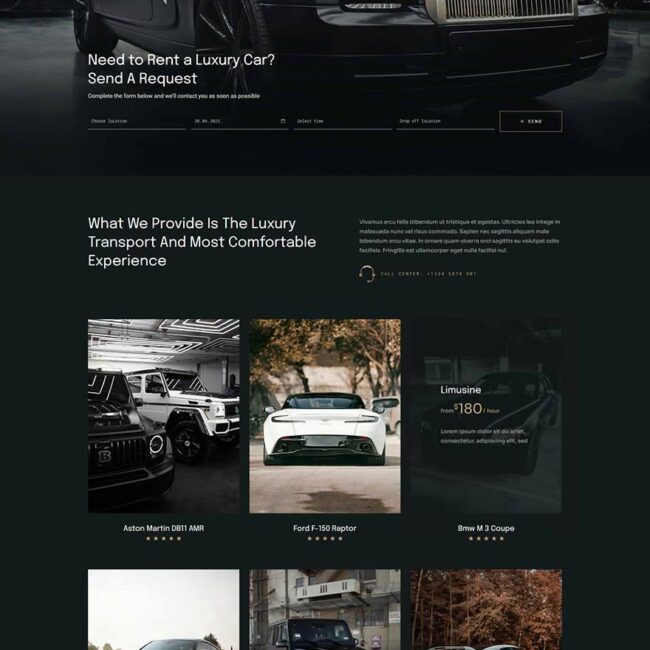 Need to Rent a Luxury Car?
Send A Request
Complete the form below and we'll contact you as soon as possible
Choose location
20.04.2023.
Select time
Drop off location
+ SEND
What We Provide Is The Luxury
Transport And Most Comfortable
Experience
Vivamus arcu felis bibendum ut tristique et egestas. Ultricies leo integer in
malesuada nunc vel risus commodo. Sapien nec sagittis aliquam male
bibendum arcu vitae. In ornare quam viverra orci sagittis eu volutpat odio
facilisis. Fringilla est ullamcorper eget nulla facilisi nul.
CALL CENTER: +1234 5678 981
Limusine
from $180 / hour
Lorem ipsum dolor sit do amet,
consectetur, adipiscing elit, sed
Aston Martin DB11 AMR
Ford F-150 Raptor
Bmw M 3 Coupe